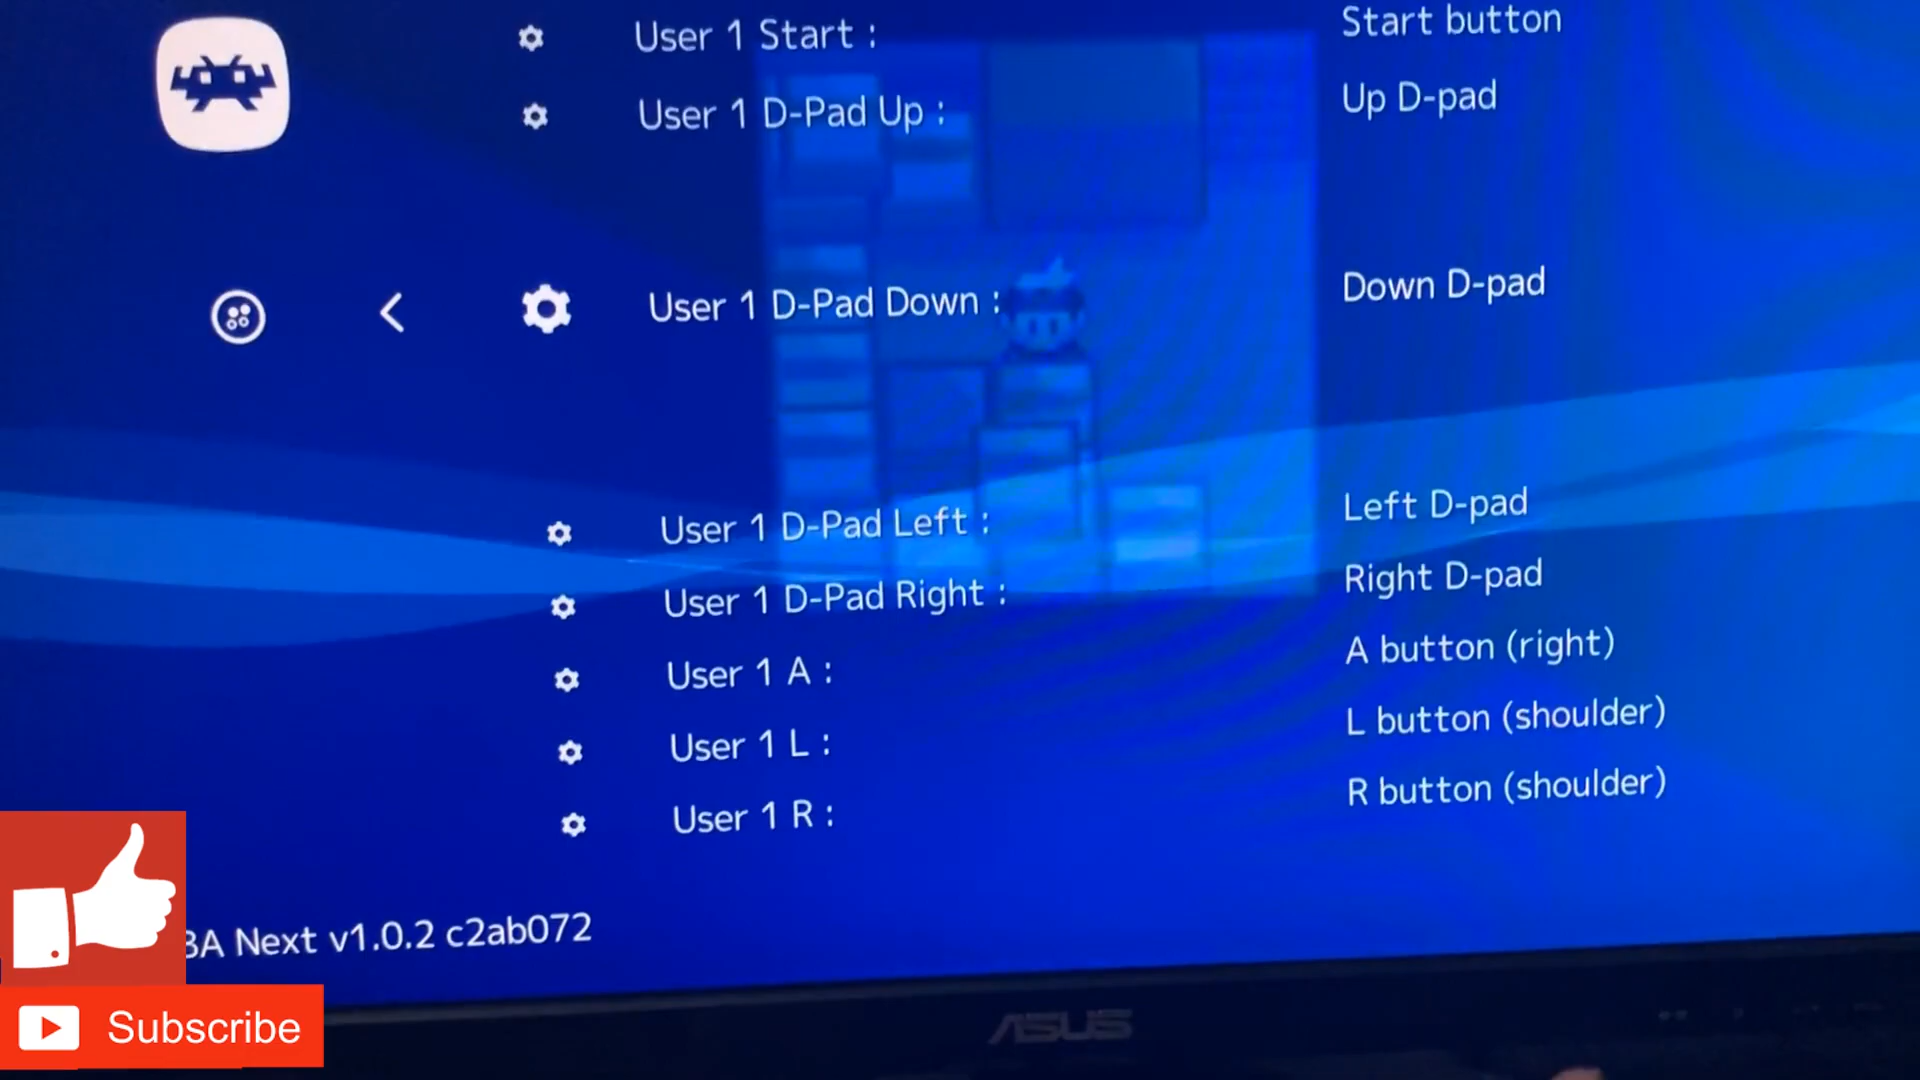 User 1 Start : Start button
User 1 D-Pad Up : Up D-pad
User 1 D-Pad Down : Down D-pad
User 1 D-Pad Left : Left D-pad
User 1 D-Pad Right : Right D-pad
User 1 A : A button (right)
User 1 L : L button (shoulder)
User 1 R : R button (shoulder)
BA Next v1.0.2 c2ab072
Subscribe
ASUS